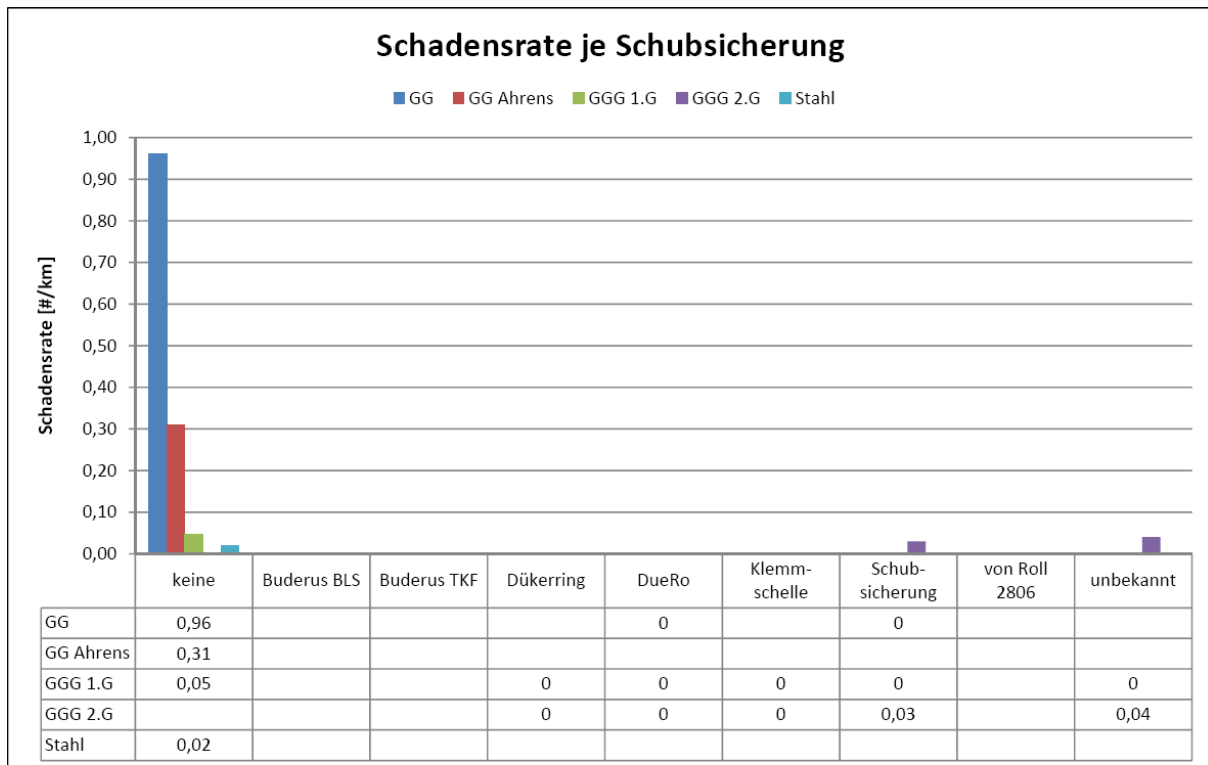 Schadensrate je Schubsicherung
GG GG Ahrens GGG 1.G GGG 2.G Stahl
Schadensrate [#/km]
1,00
0,90
0,80
0,70
0,60
0,50
0,40
0,30
0,20
0,10
0,00
keine Buderus BLS Buderus TKF Dükerring DueRo Klemm- Schub- von Roll unbekannt
schelle sicherung 2806
GG 0,96 0 0
GG Ahrens 0,31
GGG 1.G 0,05 0 0 0 0 0
GGG 2.G 0 0 0 0,03 0,04
Stahl 0,02